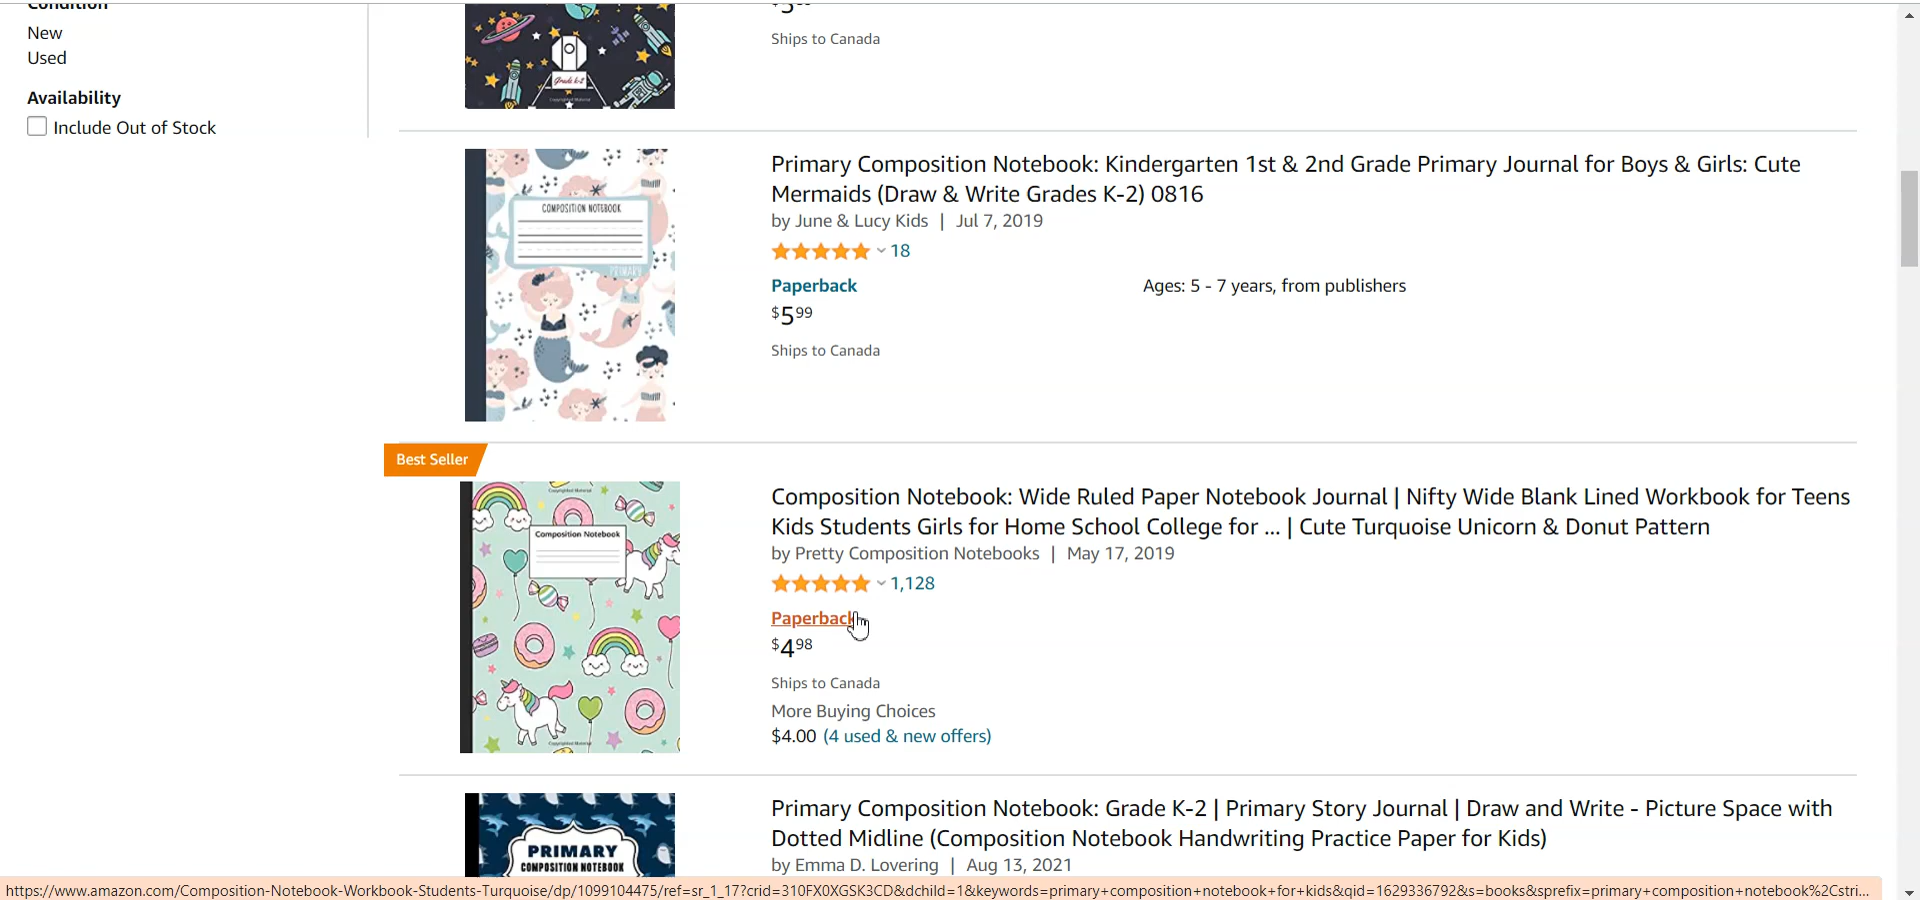 Condition
New
Used
Availability
Include Out of Stock
Grade k-2
Ships to Canada
COMPOSITION NOTEBOOK
PRIMARY
Primary Composition Notebook: Kindergarten 1st & 2nd Grade Primary Journal for Boys & Girls: Cute
Mermaids (Draw & Write Grades K-2) 0816
by June & Lucy Kids | Jul 7, 2019
18
Paperback
Ages: 5 - 7 years, from publishers
$5 99
Ships to Canada
Best Seller
Copyrighted Material
Composition Notebook
Copyrighted Material
Composition Notebook: Wide Ruled Paper Notebook Journal | Nifty Wide Blank Lined Workbook for Teens
Kids Students Girls for Home School College for ... | Cute Turquoise Unicorn & Donut Pattern
by Pretty Composition Notebooks | May 17, 2019
1,128
Paperback
$4 98
Ships to Canada
More Buying Choices
$4.00 (4 used & new offers)
PRIMARY
COMPOSITION NOTEBOOK
Primary Composition Notebook: Grade K-2 | Primary Story Journal | Draw and Write - Picture Space with
Dotted Midline (Composition Notebook Handwriting Practice Paper for Kids)
by Emma D. Lovering | Aug 13, 2021
https://www.amazon.com/Composition-Notebook-Workbook-Students-Turquoise/dp/1099104475/ref=sr_1_17?crid=310FX0XGSK3CD&dchild=1&keywords=primary+composition+notebook+for+kids&qid=1629336792&s=books&sprefix=primary+composition+notebook%2Cstri...